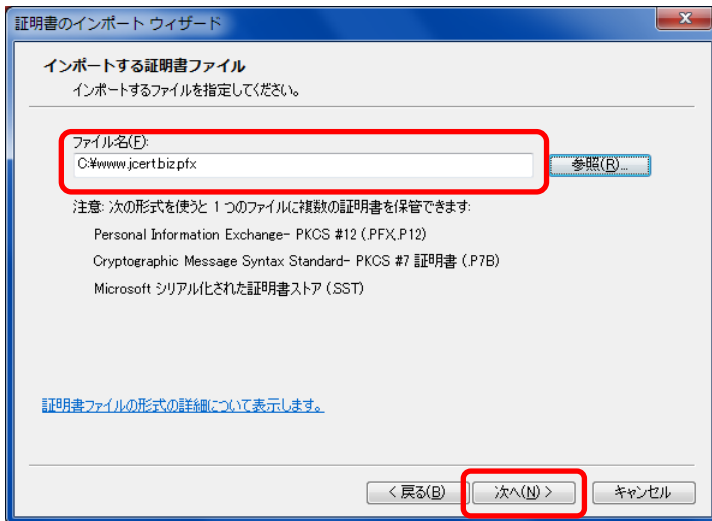 証明書のインポート ウィザード
インポートする証明書ファイル
インポートするファイルを指定してください。
ファイル名(F):
C:¥www.jcert.biz.pfx
参照(R)...
注意: 次の形式を使うと 1 つのファイルに複数の証明書を保管できます:
Personal Information Exchange- PKCS #12 (.PFX,.P12)
Cryptographic Message Syntax Standard- PKCS #7 証明書 (.P7B)
Microsoft シリアル化された証明書ストア (.SST)
証明書ファイルの形式の詳細について表示します。
< 戻る(B)
次へ(N) >
キャンセル